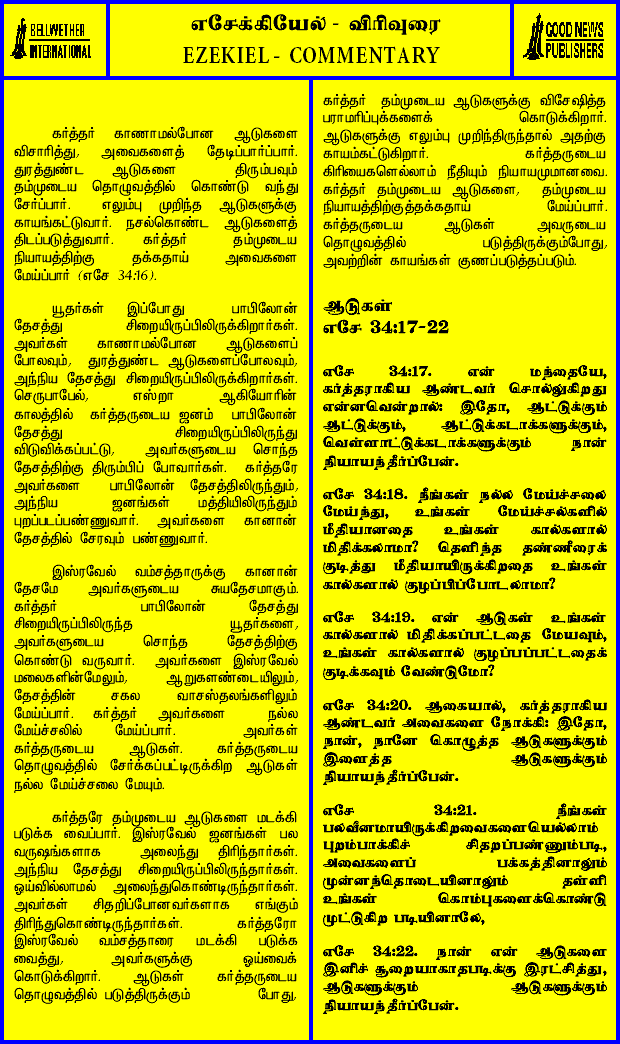 BELLWETHER
INTERNATIONAL
எசேக்கியேல் - விரிவுரை
EZEKIEL - COMMENTARY
GOOD NEWS
PUBLISHERS
கர்த்தர் காணாமல்போன ஆடுகளை
விசாரித்து, அவைகளைத் தேடிப்பார்ப்பார்.
துரத்துண்ட ஆடுகளை திரும்பவும்
தம்முடைய தொழுவத்தில் கொண்டு வந்து
சேர்ப்பார். எலும்பு முறிந்த ஆடுகளுக்கு
காயங்கட்டுவார். நசல்கொண்ட ஆடுகளைத்
திடப்படுத்துவார். கர்த்தர் தம்முடைய
நியாயத்திற்கு தக்கதாய் அவைகளை
மேய்ப்பார் (எசே 34:16).
யூதர்கள் இப்போது பாபிலோன்
தேசத்து சிறையிருப்பிலிருக்கிறார்கள்.
அவர்கள் காணாமல்போன ஆடுகளைப்
போலவும், துரத்துண்ட ஆடுகளைப்போலவும்,
அந்நிய தேசத்து சிறையிருப்பிலிருக்கிறார்கள்.
செருபாபேல், எஸ்றா ஆகியோரின்
காலத்தில் கர்த்தருடைய ஜனம் பாபிலோன்
தேசத்து சிறையிருப்பிலிருந்து
விடுவிக்கப்பட்டு, அவர்களுடைய சொந்த
தேசத்திற்கு திரும்பிப் போவார்கள். கர்த்தரே
அவர்களை பாபிலோன் தேசத்திலிருந்தும்,
அந்நிய ஜனங்கள் மத்தியிலிருந்தும்
புறப்படப்பண்ணுவார். அவர்களை கானான்
தேசத்தில் சேரவும் பண்ணுவார்.
இஸ்ரவேல் வம்சத்தாருக்கு கானான்
தேசமே அவர்களுடைய சுயதேசமாகும்.
கர்த்தர் பாபிலோன் தேசத்து
சிறையிருப்பிலிருந்த யூதர்களை,
அவர்களுடைய சொந்த தேசத்திற்கு
கொண்டு வருவார். அவர்களை இஸ்ரவேல்
மலைகளின்மேலும், ஆறுகளண்டையிலும்,
தேசத்தின் சகல வாசஸ்தலங்களிலும்
மேய்ப்பார். கர்த்தர் அவர்களை நல்ல
மேய்ச்சலில் மேய்ப்பார். அவர்கள்
கர்த்தருடைய ஆடுகள். கர்த்தருடைய
தொழுவத்தில் சேர்க்கப்பட்டிருக்கிற ஆடுகள்
நல்ல மேய்ச்சலை மேயும்.
கர்த்தரே தம்முடைய ஆடுகளை மடக்கி
படுக்க வைப்பார். இஸ்ரவேல் ஜனங்கள் பல
வருஷங்களாக அலைந்து திரிந்தார்கள்.
அந்நிய தேசத்து சிறையிருப்பிலிருந்தார்கள்.
ஓய்வில்லாமல் அலைந்துகொண்டிருந்தார்கள்.
அவர்கள் சிதறிப்போனவர்களாக எங்கும்
திரிந்துகொண்டிருந்தார்கள். கர்த்தரோ
இஸ்ரவேல் வம்சத்தாரை மடக்கி படுக்க
வைத்து, அவர்களுக்கு ஓய்வைக்
கொடுக்கிறார். ஆடுகள் கர்த்தருடைய
தொழுவத்தில் படுத்திருக்கும் போது,
கர்த்தர் தம்முடைய ஆடுகளுக்கு விசேஷித்த
பராமரிப்புக்களைக் கொடுக்கிறார்.
ஆடுகளுக்கு எலும்பு முறிந்திருந்தால் அதற்கு
காயம்கட்டுகிறார். கர்த்தருடைய
கிரியைகளெல்லாம் நீதியும் நியாயமுமானவை.
கர்த்தர் தம்முடைய ஆடுகளை, தம்முடைய
நியாயத்திற்குத்தக்கதாய் மேய்ப்பார்.
கர்த்தருடைய ஆடுகள் அவருடைய
தொழுவத்தில் படுத்திருக்கும்போது,
அவற்றின் காயங்கள் குணப்படுத்தப்படும்.
ஆடுகள்
எசே 34:17-22
எசே 34:17. என் மந்தையே,
கர்த்தராகிய ஆண்டவர் சொல்லுகிறது
என்னவென்றால்: இதோ, ஆட்டுக்கும்
ஆட்டுக்கும், ஆட்டுக்கடாக்களுக்கும்,
வெள்ளாட்டுக்கடாக்களுக்கும் நான்
நியாயந்தீர்ப்பேன்.
எசே 34:18. நீங்கள் நல்ல மேய்ச்சலை
மேய்ந்து, உங்கள் மேய்ச்சல்களில்
மீதியானதை உங்கள் கால்களால்
மிதிக்கலாமா? தெளிந்த தண்ணீரைக்
குடித்து மீதியாயிருக்கிறதை உங்கள்
கால்களால் குழப்பிப்போடலாமா?
எசே 34:19. என் ஆடுகள் உங்கள்
கால்களால் மிதிக்கப்பட்டதை மேயவும்,
உங்கள் கால்களால் குழப்பப்பட்டதைக்
குடிக்கவும் வேண்டுமோ?
எசே 34:20. ஆகையால், கர்த்தராகிய
ஆண்டவர் அவைகளை நோக்கி: இதோ,
நான், நானே கொழுத்த ஆடுகளுக்கும்
இளைத்த ஆடுகளுக்கும்
நியாயந்தீர்ப்பேன்.
எசே 34:21. நீங்கள்
பலவீனமாயிருக்கிறவைகளையெல்லாம்
புறம்பாக்கிச் சிதறப்பண்ணும்படி,
அவைகளைப் பக்கத்தினாலும்
முன்னந்தொடையினாலும் தள்ளி
உங்கள் கொம்புகளைக்கொண்டு
முட்டுகிற படியினாலே,
எசே 34:22. நான் என் ஆடுகளை
இனிச் சூறையாகாதபடிக்கு இரட்சித்து,
ஆடுகளுக்கும் ஆடுகளுக்கும்
நியாயந்தீர்ப்பேன்.